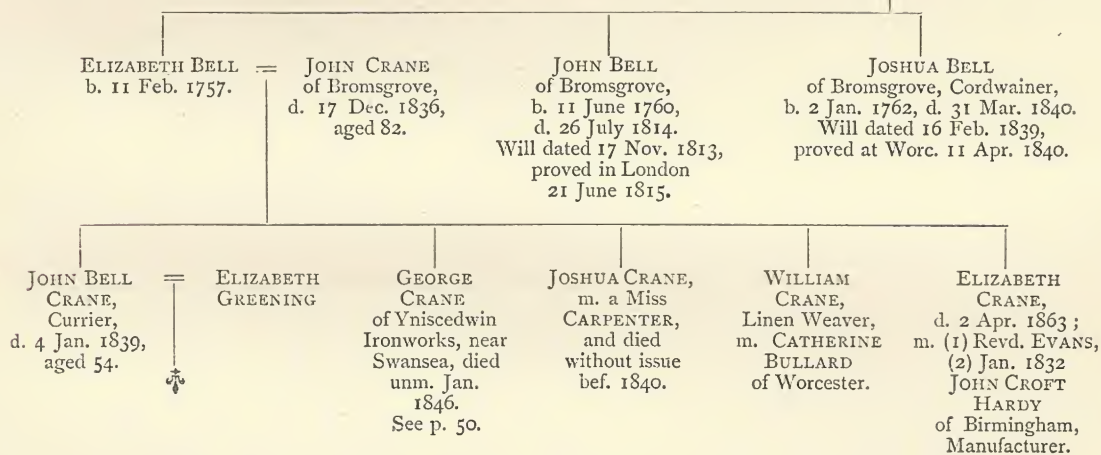 ELIZABETH BELL
b. 11 Feb. 1757.
=
JOHN CRANE
of Bromsgrove,
d. 17 Dec. 1836,
aged 82.
JOHN BELL
of Bromsgrove,
b. 11 June 1760,
d. 26 July 1814.
Will dated 17 Nov. 1813,
proved in London
21 June 1815.
JOSHUA BELL
of Bromsgrove, Cordwainer,
b. 2 Jan. 1762, d. 31 Mar. 1840.
Will dated 16 Feb. 1839,
proved at Worc. 11 Apr. 1840.
JOHN BELL
CRANE,
Currier,
d. 4 Jan. 1839,
aged 54.
=
ELIZABETH
GREENING
GEORGE
CRANE
of Yniscedwin
Ironworks, near
Swansea, died
unm. Jan.
1846.
See p. 50.
JOSHUA CRANE,
m. a Miss
CARPENTER,
and died
without issue
bef. 1840.
WILLIAM
CRANE,
Linen Weaver,
m. CATHERINE
BULLARD
of Worcester.
ELIZABETH
CRANE,
d. 2 Apr. 1863;
m. (1) Revd. EVANS,
(2) Jan. 1832
JOHN CROFT
HARDY
of Birmingham,
Manufacturer.